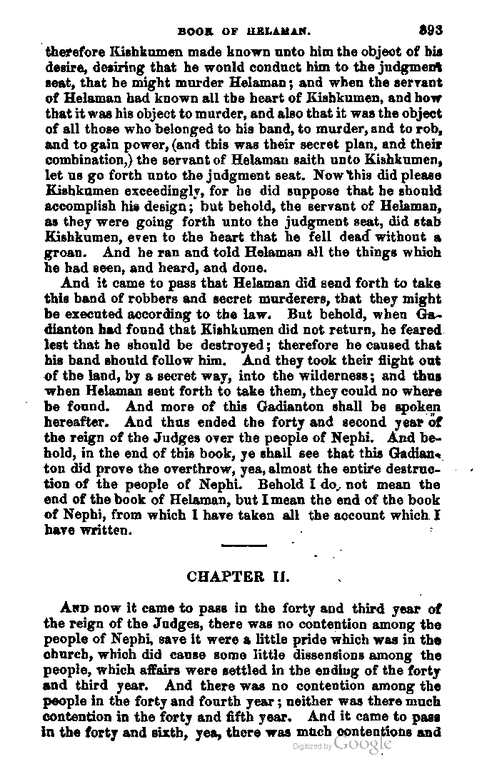 BOOK OF HELAMAN. 393
therefore Kishkumen made known unto him the object of his
desire, desiring that he would conduct him to the judgment
seat, that he might murder Helaman; and when the servant
of Helaman had known all the heart of Kishkumen, and how
that it was his object to murder, and also that it was the object
of all those who belonged to his band, to murder, and to rob,
and to gain power, (and this was their secret plan, and their
combination,) the servant of Helaman saith unto Kishkumen,
let us go forth unto the judgment seat. Now this did please
Kishkumen exceedingly, for he did suppose that he should
accomplish his design; but behold, the servant of Helaman,
as they were going forth unto the judgment seat, did stab
Kishkumen, even to the heart that he fell dead without a
groan. And he ran and told Helaman all the things which
he had seen, and heard, and done.
And it came to pass that Helaman did send forth to take
this band of robbers and secret murderers, that they might
be executed according to the law. But behold, when Ga-
dianton had found that Kishkumen did not return, he feared
lest that he should be destroyed; therefore he caused that
his band should follow him. And they took their flight out
of the land, by a secret way, into the wilderness; and thus
when Helaman sent forth to take them, they could no where
be found. And more of this Gadianton shall be spoken
hereafter. And thus ended the forty and second year of
the reign of the Judges over the people of Nephi. And be-
hold, in the end of this book, ye shall see that this Gadian-
ton did prove the overthrow, yea, almost the entire destruc-
tion of the people of Nephi. Behold I do not mean the
end of the book of Helaman, but I mean the end of the book
of Nephi, from which I have taken all the account which I
have written.
CHAPTER II.
AND now it came to pass in the forty and third year of
the reign of the Judges, there was no contention among the
people of Nephi, save it were a little pride which was in the
church, which did cause some little dissensions among the
people, which affairs were settled in the ending of the forty
and third year. And there was no contention among the
people in the forty and fourth year; neither was there much
contention in the forty and fifth year. And it came to pass
in the forty and sixth, yea, there was much contentions and
Digitized by Google